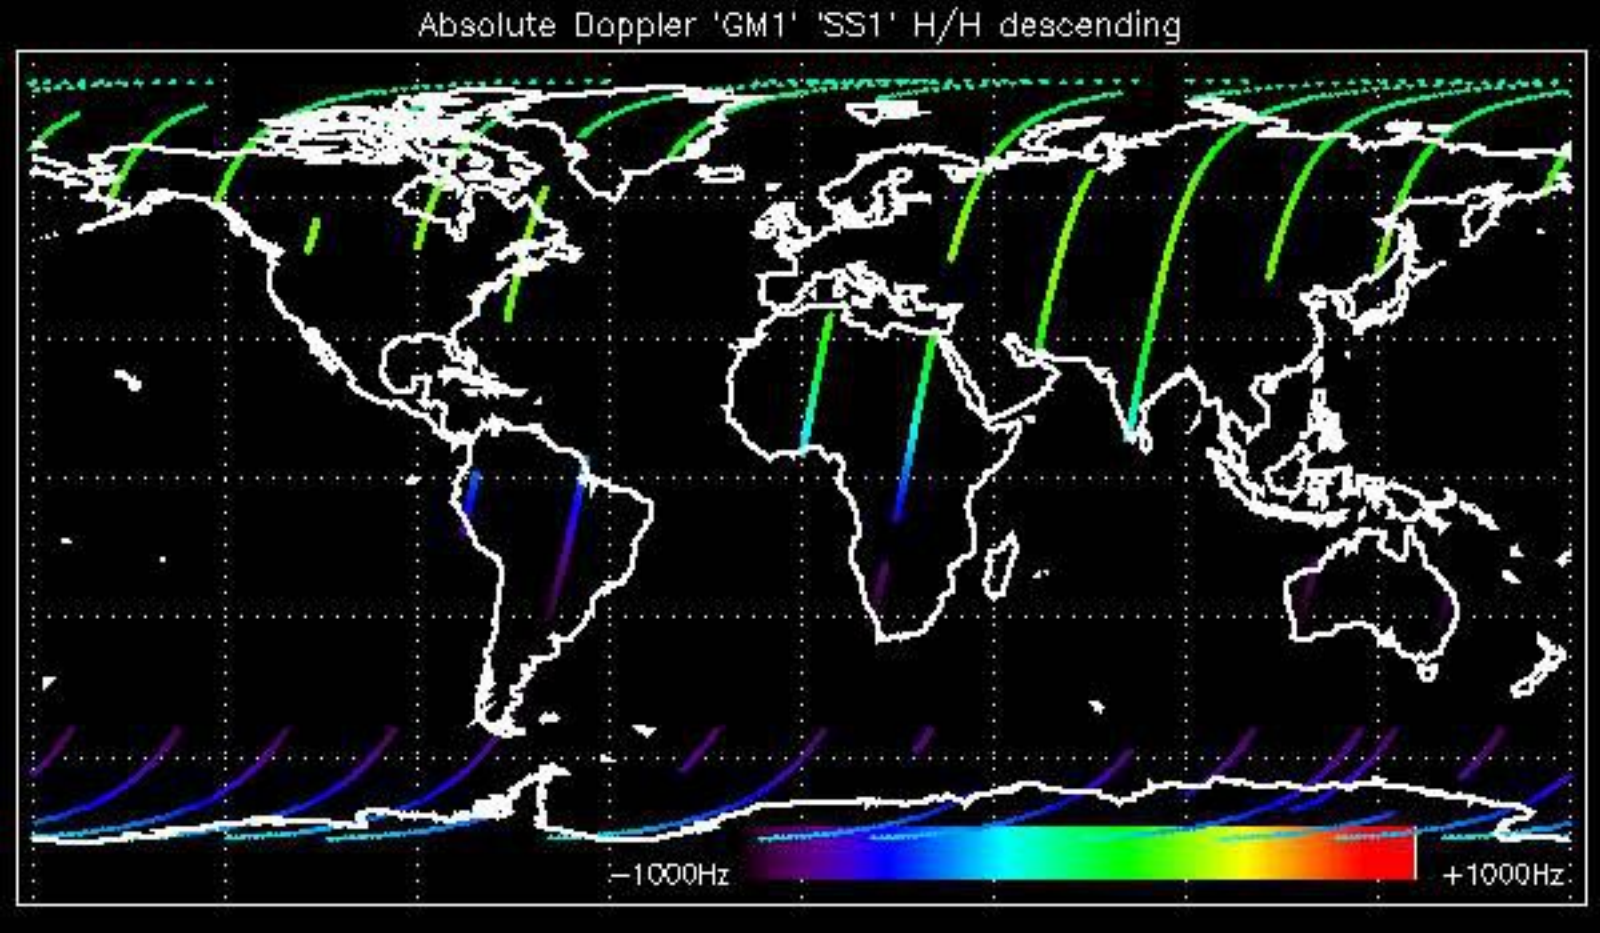 Absolute Doppler 'GM1' 'SS1' H/H descending
-1000Hz +1000Hz